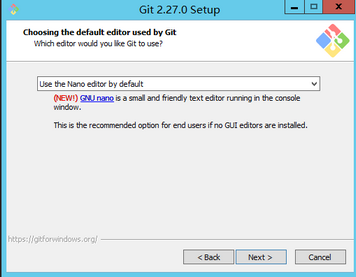 Git 2.27.0 Setup
Choosing the default editor used by Git
Which editor would you like Git to use?
Use the Nano editor by default
(NEW!) GNU nano is a small and friendly text editor running in the console
window.
This is the recommended option for end users if no GUI editors are installed.
https://gitforwindows.org/
< Back
Next >
Cancel